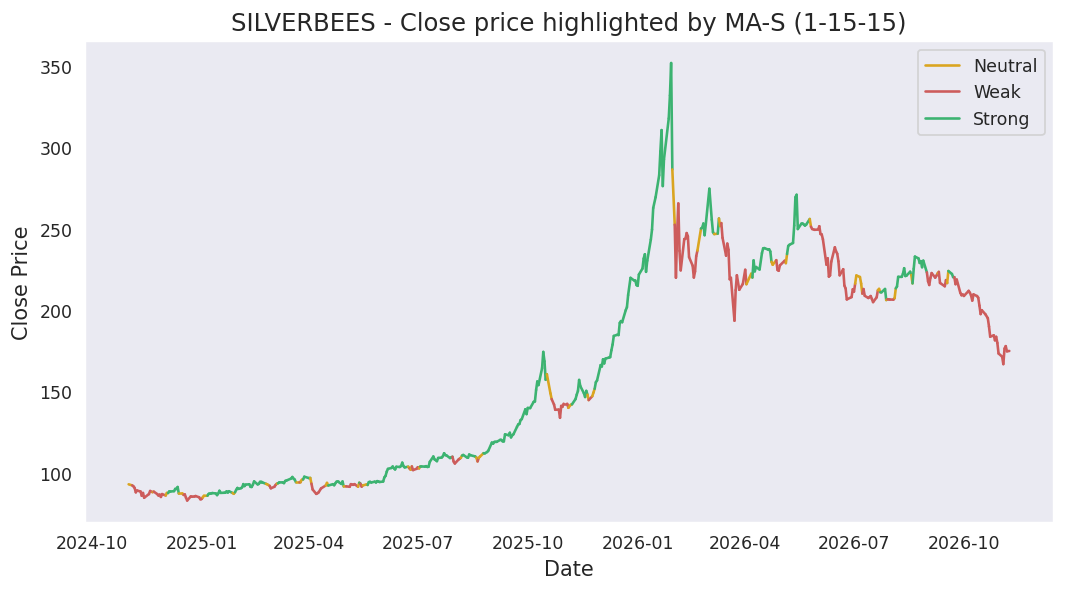 SILVERBEES - Close price highlighted by MA-S (1-15-15)
Neutral
Weak
Strong
Close Price
350
300
250
200
150
100
2024-10 2025-01 2025-04 2025-07 2025-10 2026-01 2026-04 2026-07 2026-10
Date